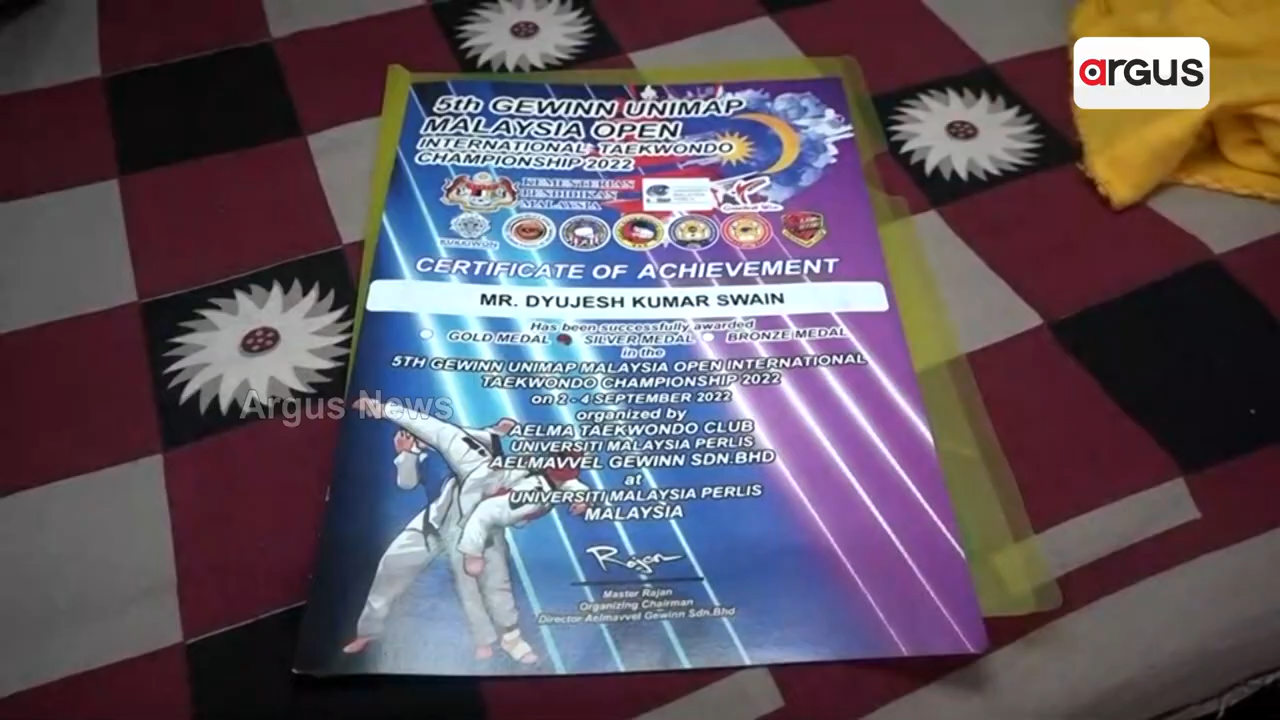 argus
5th GEWINN UNIMAP
MALAYSIA OPEN
INTERNATIONAL TAEKWONDO
CHAMPIONSHIP 2022
KEMENTERIAN
PENDIDIKAN
MALAYSIA
KUKKIWON
CERTIFICATE OF ACHIEVEMENT
MR. DYUJESH KUMAR SWAIN
Has been successfully awarded
GOLD MEDAL SILVER MEDAL BRONZE MEDAL
in the
5TH GEWINN UNIMAP MALAYSIA OPEN INTERNATIONAL
TAEKWONDO CHAMPIONSHIP 2022
on 2 - 4 SEPTEMBER 2022
organized by
Argus News
AELMA TAEKWONDO CLUB
UNIVERSITI MALAYSIA PERLIS
AELMAVVEL GEWINN SDN.BHD
at
UNIVERSITI MALAYSIA PERLIS
MALAYSIA
Rajan
Master Rajan
Organizing Chairman
Director Aelmavvel Gewinn Sdn.Bhd